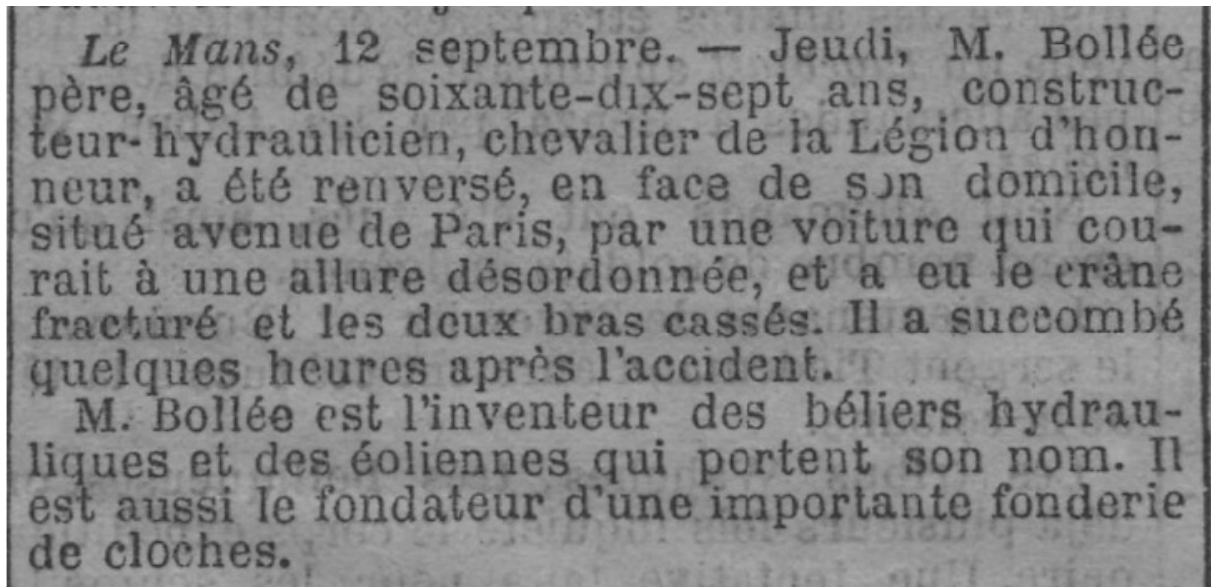 Le Mans, 12 septembre. — Jeudi, M. Bollée
père, âgé de soixante-dix-sept ans, construc-
teur-hydraulicien, chevalier de la Légion d'hon-
neur, a été renversé, en face de son domicile,
situé avenue de Paris, par une voiture qui cou-
rait à une allure désordonnée, et a eu le crâne
fracturé et les deux bras cassés. Il a succombé
quelques heures après l'accident.
M. Bollée est l'inventeur des béliers hydrau-
liques et des éoliennes qui portent son nom. Il
est aussi le fondateur d'une importante fonderie
de cloches.